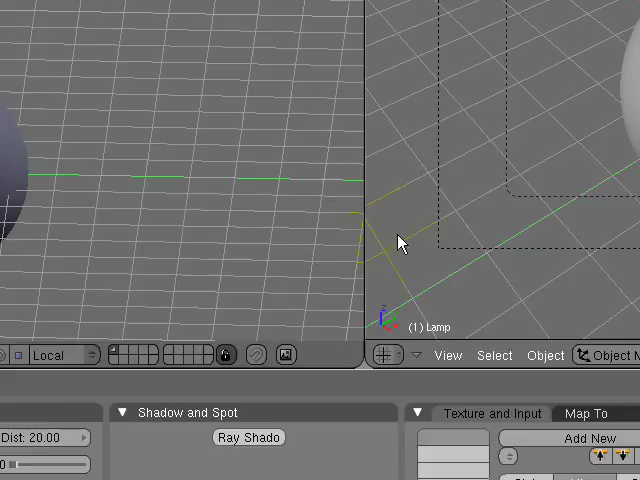 (1) Lamp
Local
View Select Object Object M
Dist: 20.00
Shadow and Spot
Texture and Input Map To
Ray Shado
Add New
0